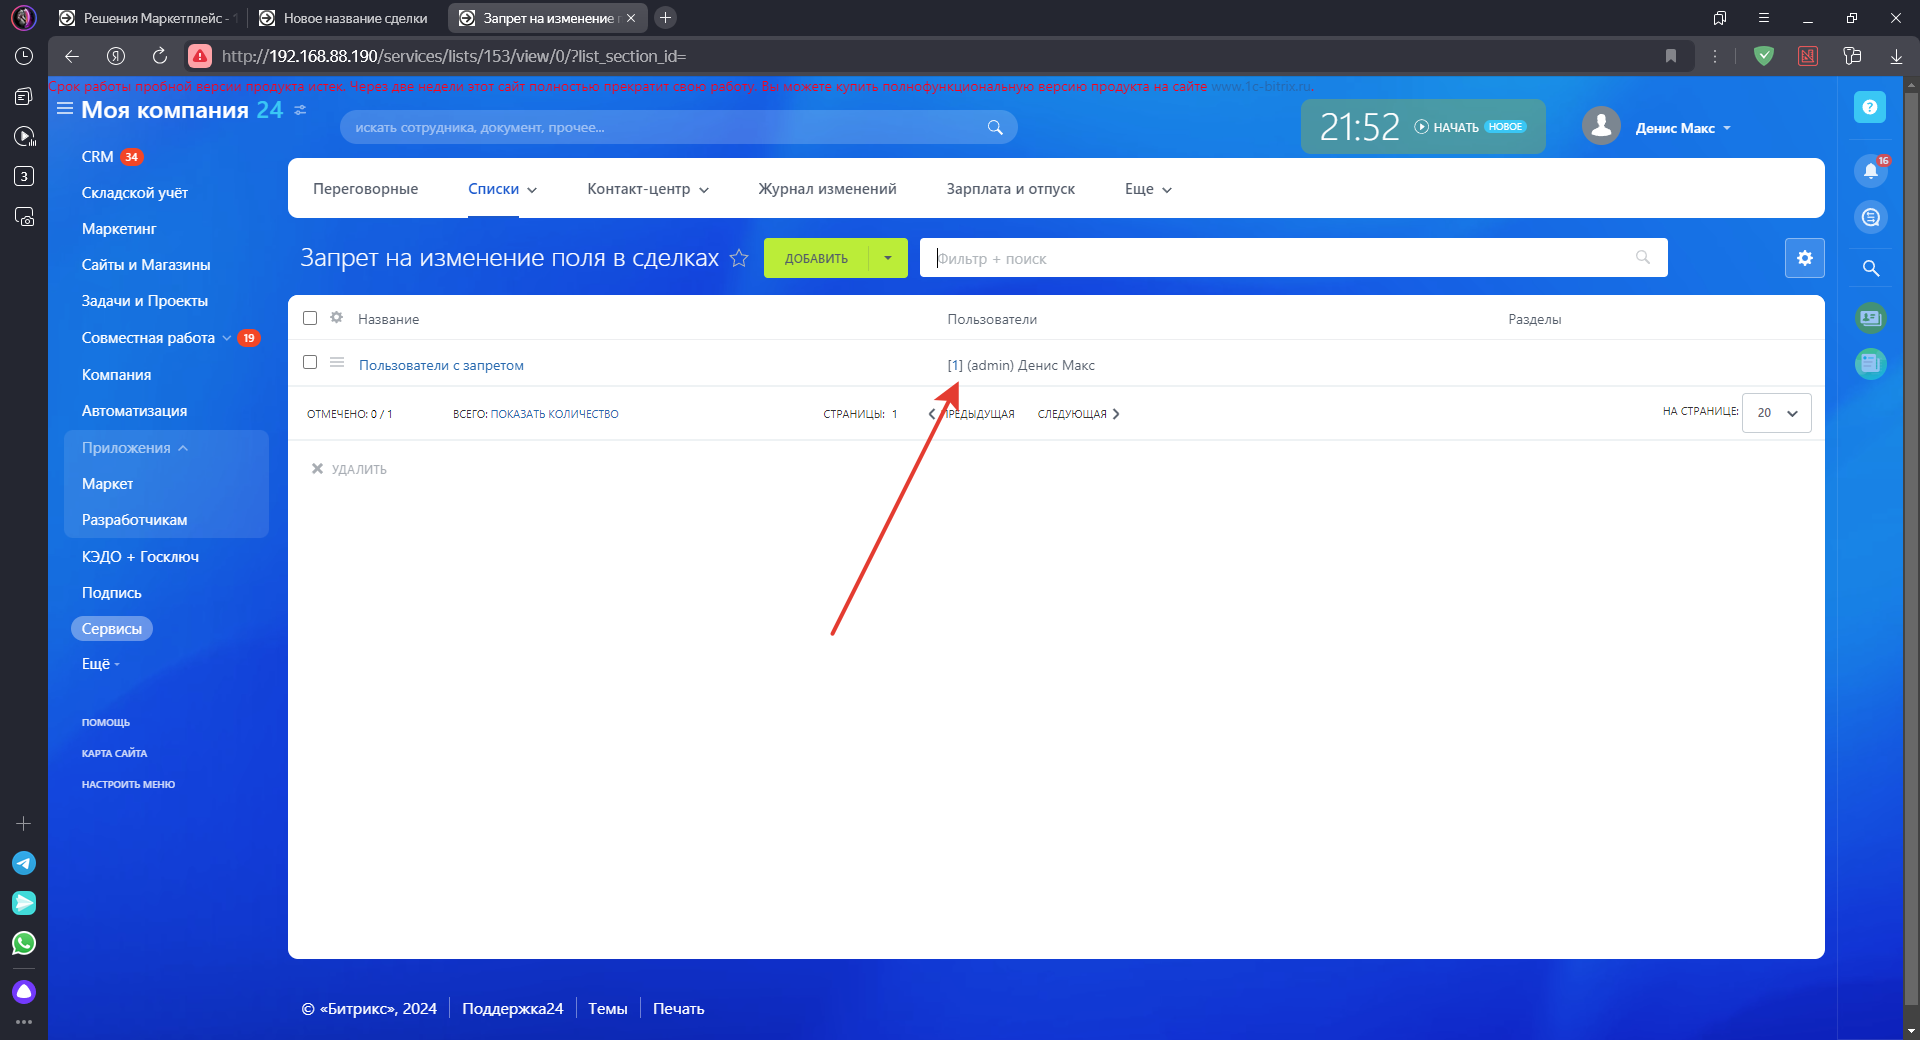 Решения Маркетплейс - 1
Новое название сделки
Запрет на изменение
http://192.168.88.190/services/lists/153/view/0/?list_section_id=
Срок работы пробной версии продукта истек. Через две недели этот сайт полностью прекратит свою работу. Вы можете купить полнофункциональную версию продукта на сайте www.1c-bitrix.ru.
Моя компания 24
искать сотрудника, документ, прочее...
21:52
НАЧАТЬ
НОВОЕ
Денис Макс
3
CRM 34
Складской учёт
Маркетинг
Сайты и Магазины
Задачи и Проекты
Совместная работа 19
Компания
Автоматизация
Приложения
Маркет
Разработчикам
КЭДО + Госключ
Подпись
Сервисы
Ещё
ПОМОЩЬ
КАРТА САЙТА
НАСТРОИТЬ МЕНЮ
Переговорные
Списки
Контакт-центр
Журнал изменений
Зарплата и отпуск
Еще
16
Запрет на изменение поля в сделках
ДОБАВИТЬ
Фильтр + поиск
Название
Пользователи
Разделы
Пользователи с запретом
[1] (admin) Денис Макс
ОТМЕЧЕНО: 0 / 1
ВСЕГО: ПОКАЗАТЬ КОЛИЧЕСТВО
СТРАНИЦЫ: 1
ПРЕДЫДУЩАЯ
СЛЕДУЮЩАЯ
НА СТРАНИЦЕ: 20
УДАЛИТЬ
© «Битрикс», 2024
Поддержка24
Темы
Печать